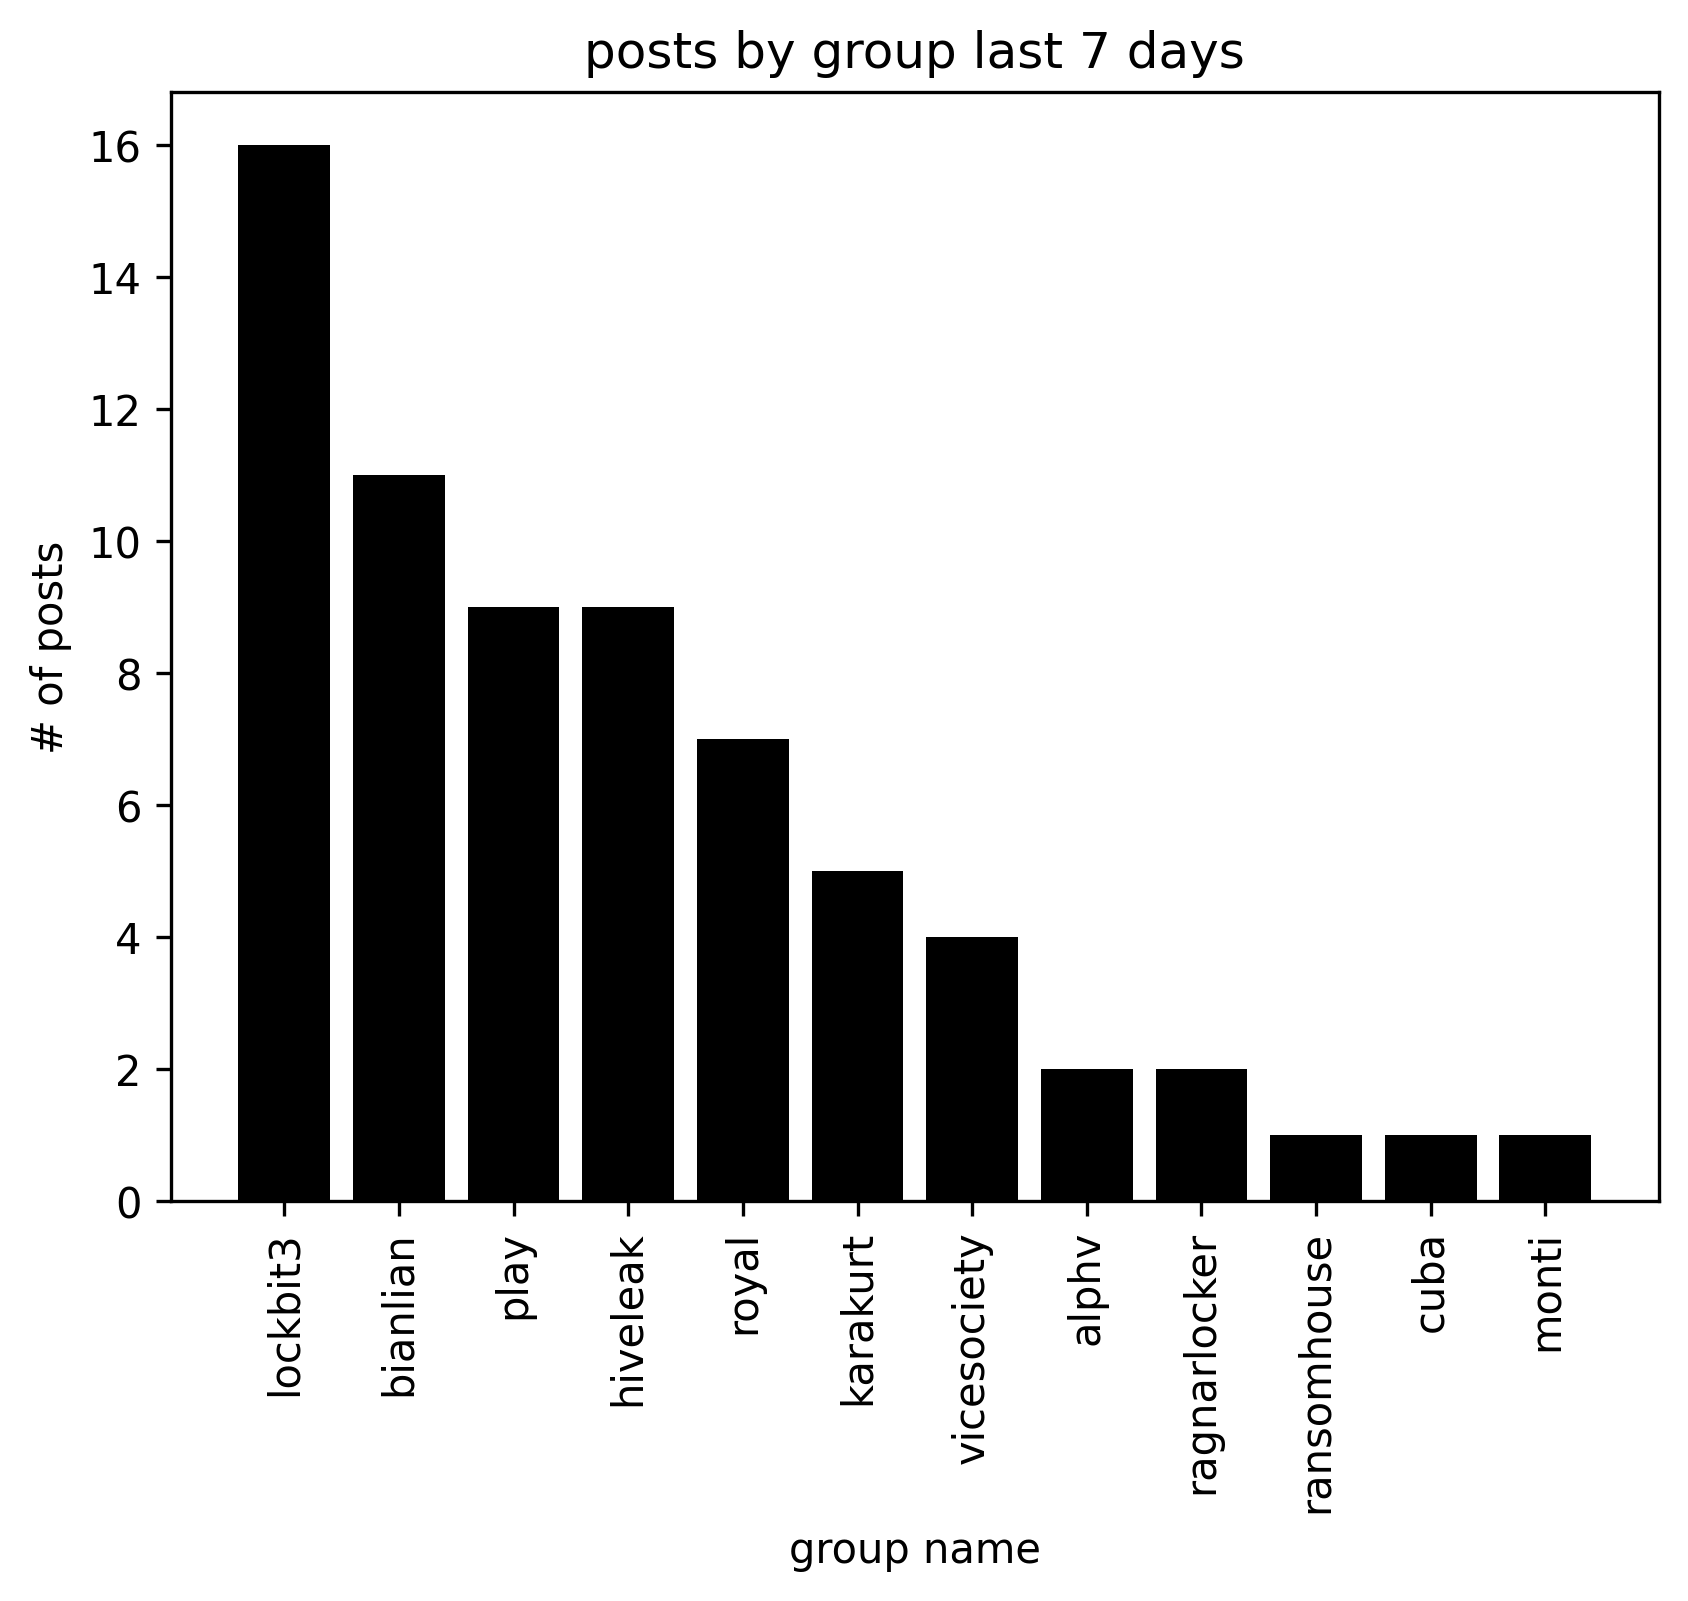 posts by group last 7 days
# of posts
16
14
12
10
8
6
4
2
0
lockbit3
bianlian
play
hiveleak
royal
karakurt
vicesociety
alphv
ragnarlocker
ransomhouse
cuba
monti
group name